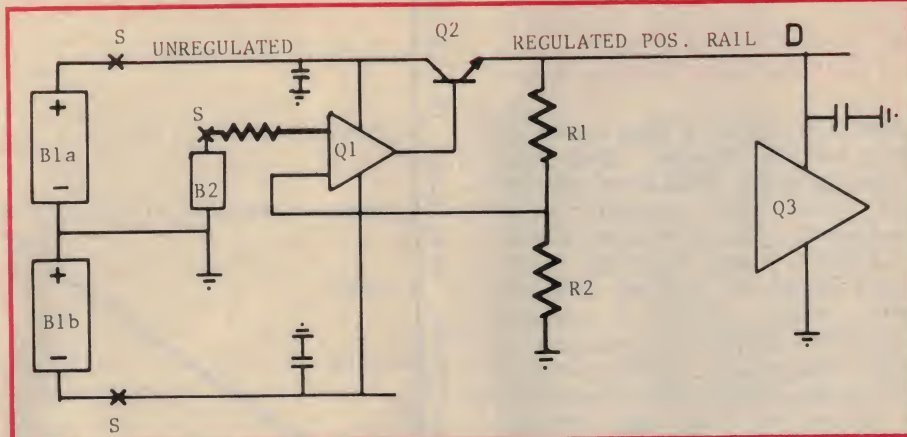 S UNREGULATED Q2 REGULATED POS. RAIL D
+
B1a
-
S
B2
Q1
R1
Q3
+
B1b
-
R2
S